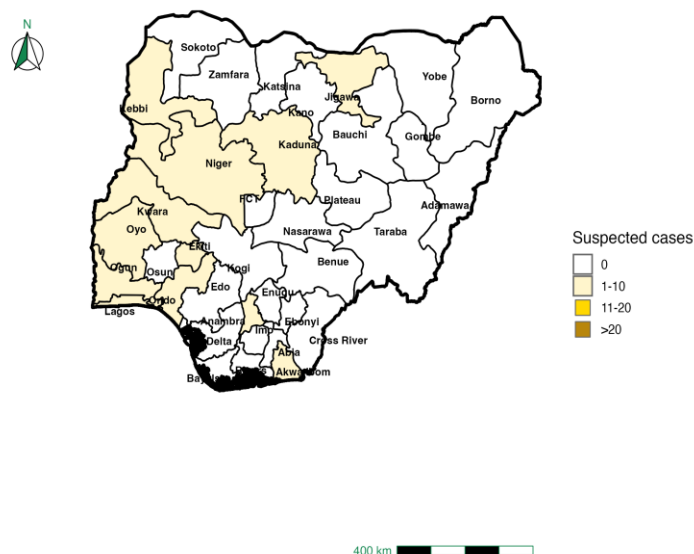 N
Sokoto
Zamfara
Katsina
Yobe
Borno
Jigawa
Kebbi
Kano
Bauchi
Gombe
Kaduna
Niger
FCT
Plateau
Adamawa
Kwara
Oyo
Nasarawa
Taraba
Ekiti
Ogun
Osun
Kogi
Benue
Edo
Ondo
Enugu
Lagos
Anambra
Ebonyi
Imo
Delta
Cross River
Abia
Akwa Ibom
Suspected cases
0
1-10
11-20
>20
400 km